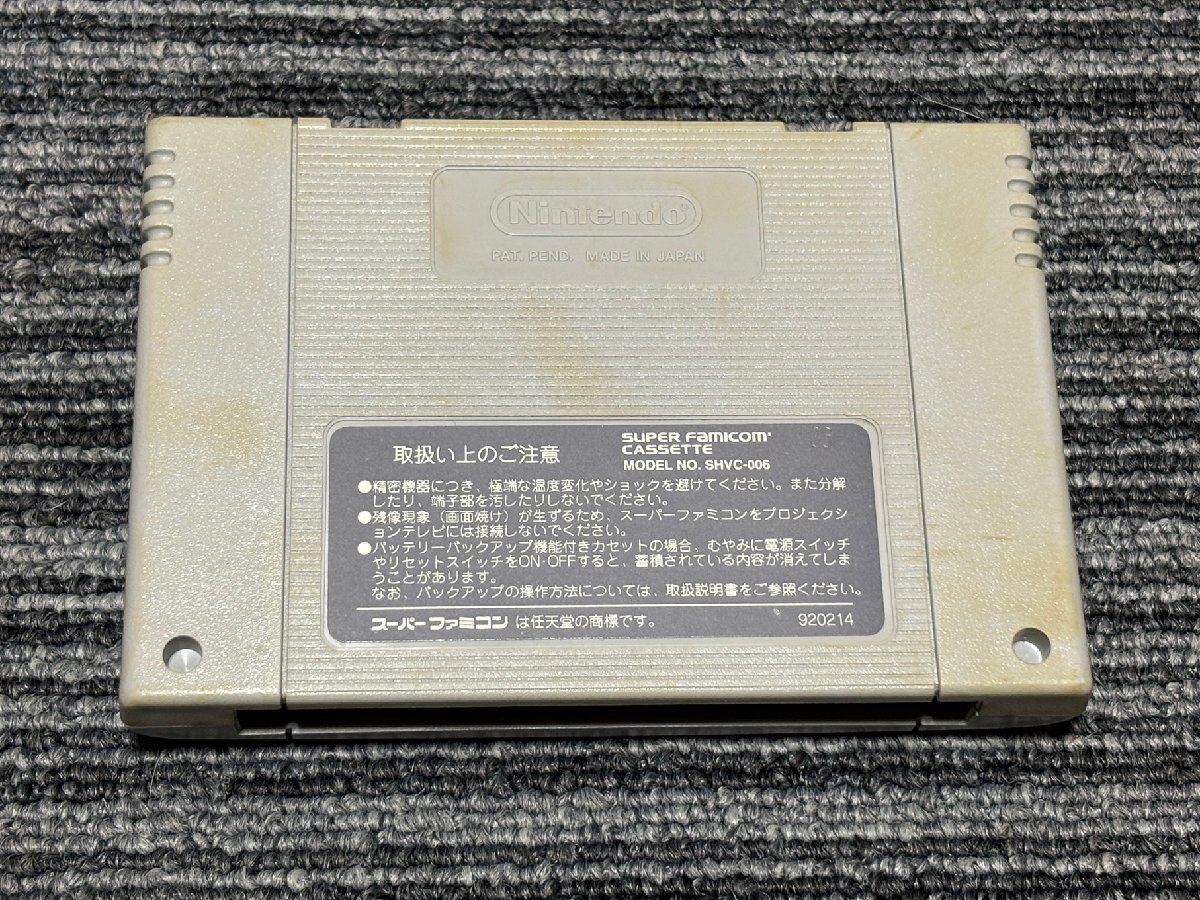 Nintendo®
PAT. PEND. MADE IN JAPAN
取扱い上のご注意
SUPER FAMICOM
CASSETTE
MODEL NO. SHVC-006
●精密機器につき、極端な温度変化やショックを避けてください。また分解
したり、端子部を汚したりしないでください。
●残像現象(画面焼け)が生ずるため、スーパーファミコンをプロジェクシ
ョンテレビには接続しないでください。
●バッテリーバックアップ機能付きカセットの場合、むやみに電源スイッチ
やリセットスイッチをON・OFFすると、蓄積されている内容が消えてしま
うことがあります。
なお、バックアップの操作方法については、取扱説明書をご参照ください。
スーパーファミコンは任天堂の商標です。
920214